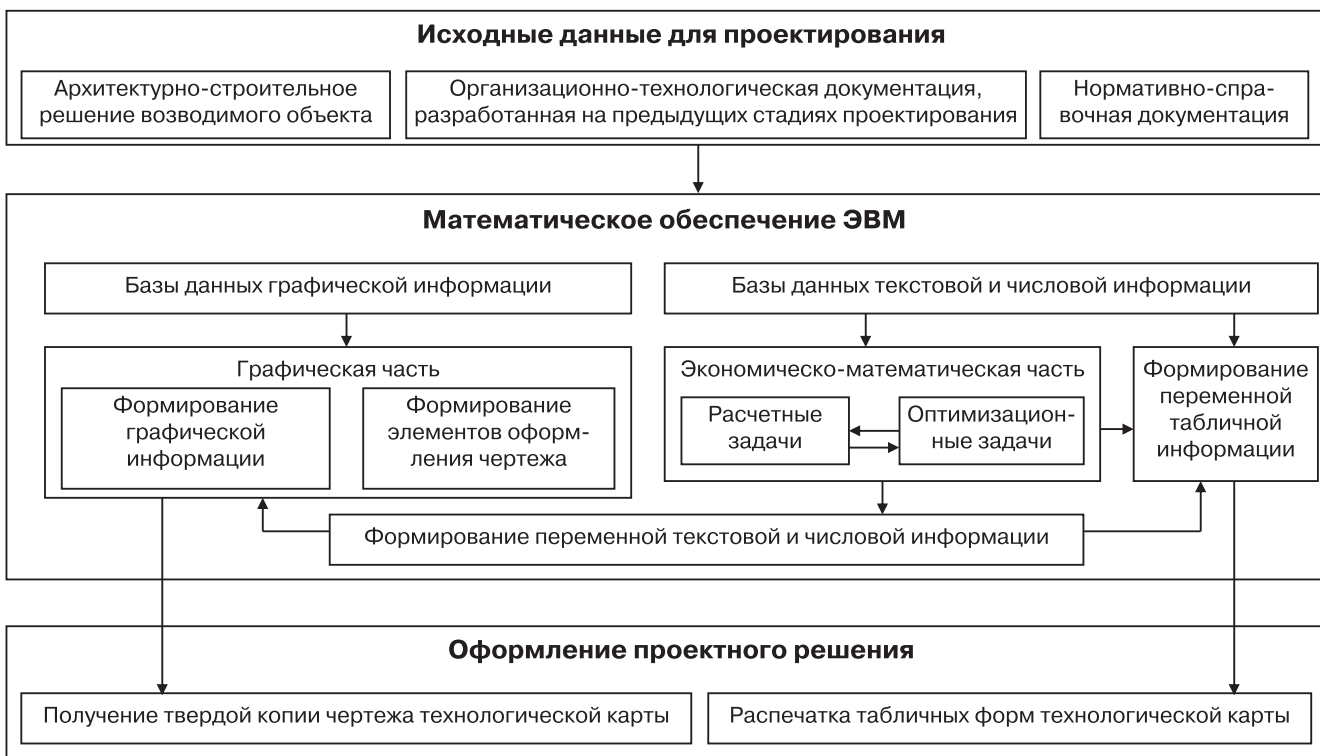 Исходные данные для проектирования
Архитектурно-строительное
решение возводимого объекта
Организационно-технологическая документация,
разработанная на предыдущих стадиях проектирования
Нормативно-спра-
вочная документация
Математическое обеспечение ЭВМ
Базы данных графической информации
Базы данных текстовой и числовой информации
Графическая часть
Формирование
графической
информации
Формирование
элементов оформ-
ления чертежа
Экономическо-математическая часть
Расчетные
задачи
Оптимизацион-
ные задачи
Формирование
переменной
табличной
информации
Формирование переменной текстовой и числовой информации
Оформление проектного решения
Получение твердой копии чертежа технологической карты
Распечатка табличных форм технологической карты